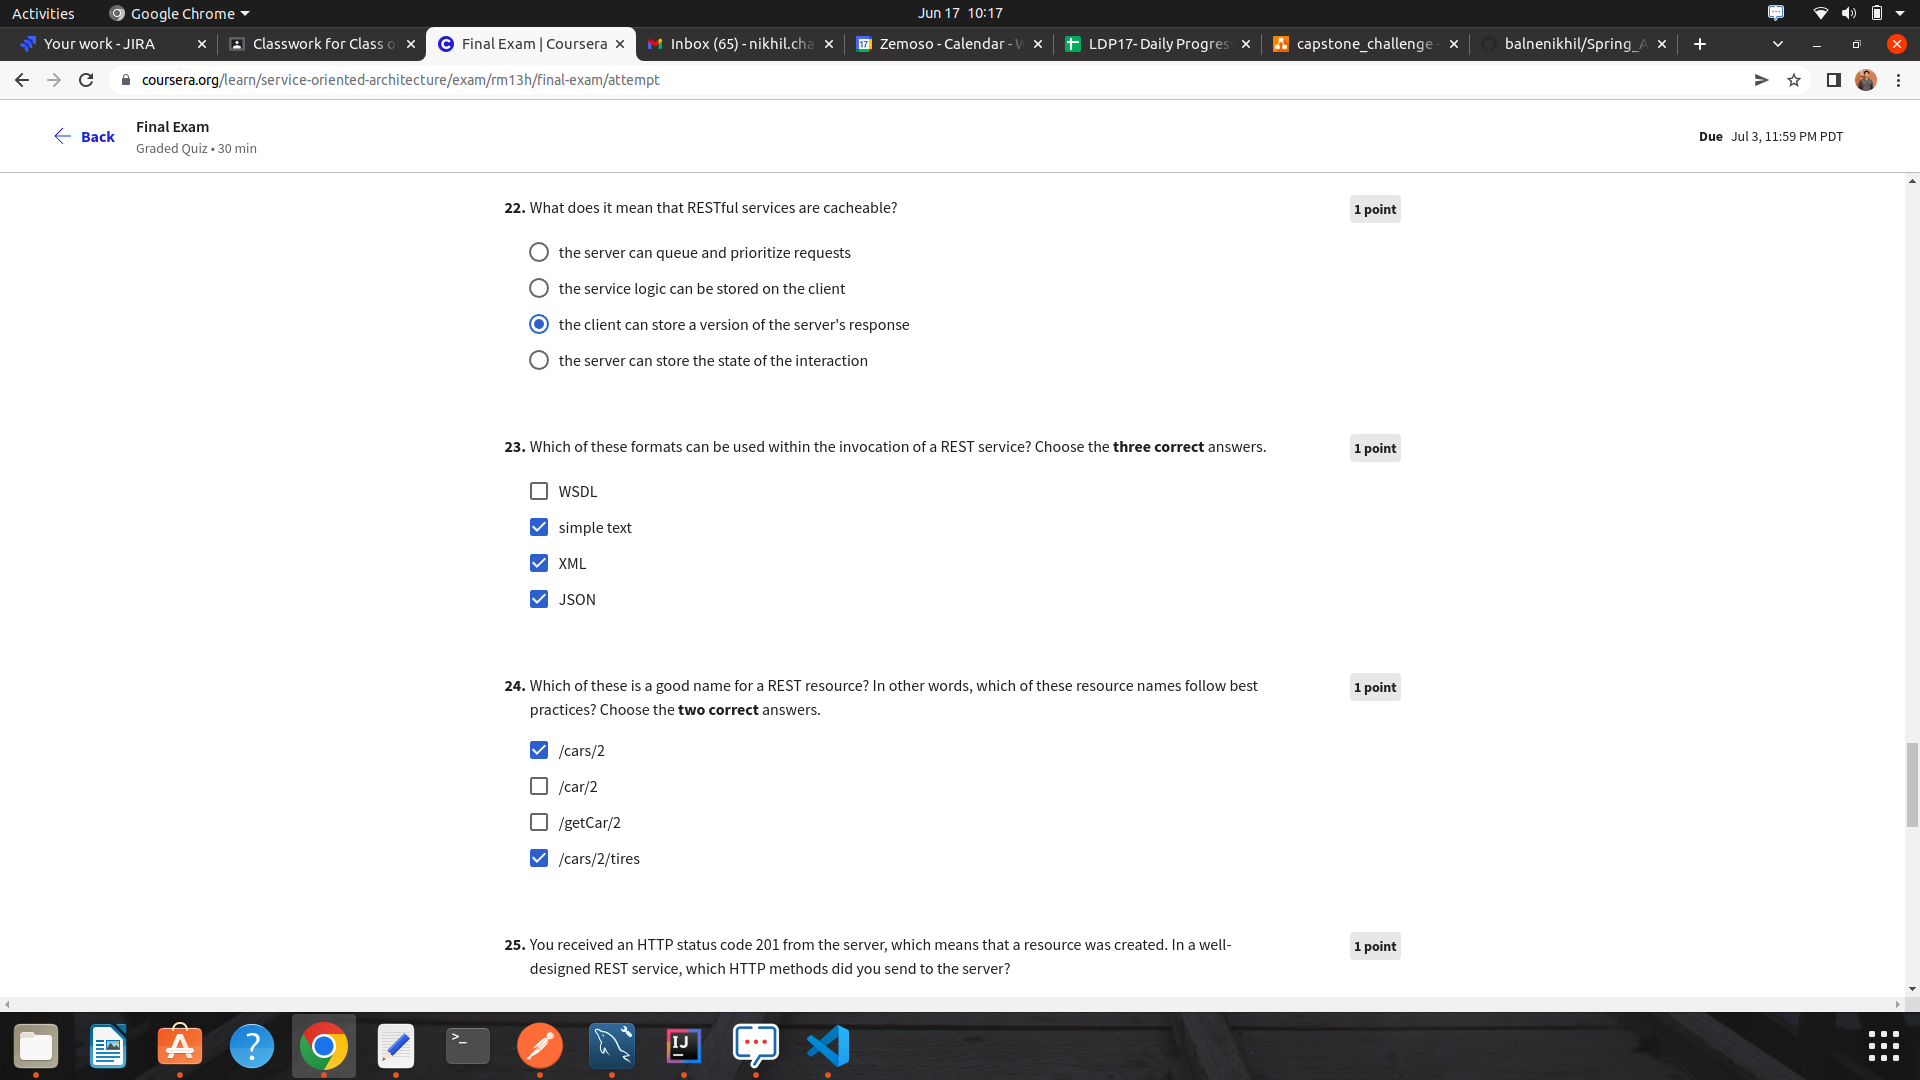 Activities Google Chrome Jun 17 10:17
Your work - JIRA Classwork for Class o Final Exam | Coursera Inbox (65) - nikhil.cha Zemoso - Calendar - LDP17- Daily Progres capstone_challenge balnenikhil/Spring_A
coursera.org/learn/service-oriented-architecture/exam/rm13h/final-exam/attempt
Back
Final Exam
Graded Quiz • 30 min
Due Jul 3, 11:59 PM PDT
22. What does it mean that RESTful services are cacheable?
1 point
the server can queue and prioritize requests
the service logic can be stored on the client
the client can store a version of the server's response
the server can store the state of the interaction
23. Which of these formats can be used within the invocation of a REST service? Choose the three correct answers.
1 point
WSDL
simple text
XML
JSON
24. Which of these is a good name for a REST resource? In other words, which of these resource names follow best
practices? Choose the two correct answers.
1 point
/cars/2
/car/2
/getCar/2
/cars/2/tires
25. You received an HTTP status code 201 from the server, which means that a resource was created. In a well-
designed REST service, which HTTP methods did you send to the server?
1 point